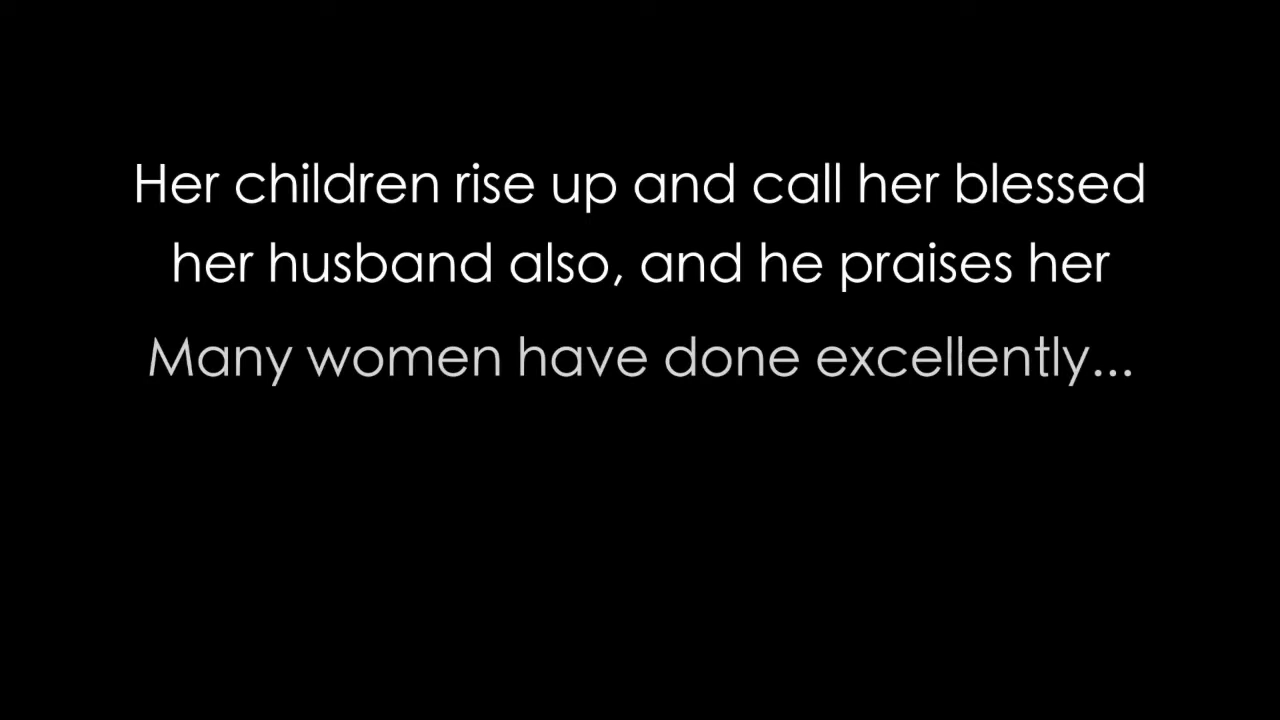 Her children rise up and call her blessed
her husband also, and he praises her
Many women have done excellently...